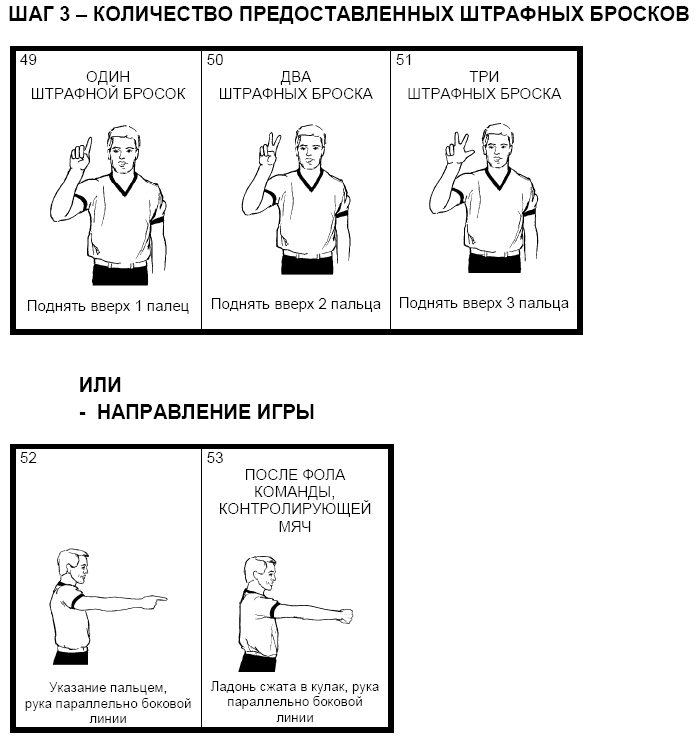 ШАГ 3 – КОЛИЧЕСТВО ПРЕДОСТАВЛЕННЫХ ШТРАФНЫХ БРОСКОВ
49
ОДИН
ШТРАФНОЙ БРОСОК
Поднять вверх 1 палец
50
ДВА
ШТРАФНЫХ БРОСКА
Поднять вверх 2 пальца
51
ТРИ
ШТРАФНЫХ БРОСКА
Поднять вверх 3 пальца
ИЛИ
- НАПРАВЛЕНИЕ ИГРЫ
52
Указание пальцем,
рука параллельно боковой
линии
53
ПОСЛЕ ФОЛА
КОМАНДЫ,
КОНТРОЛИРУЮЩЕЙ
МЯЧ
Ладонь сжата в кулак, рука
параллельно боковой
линии